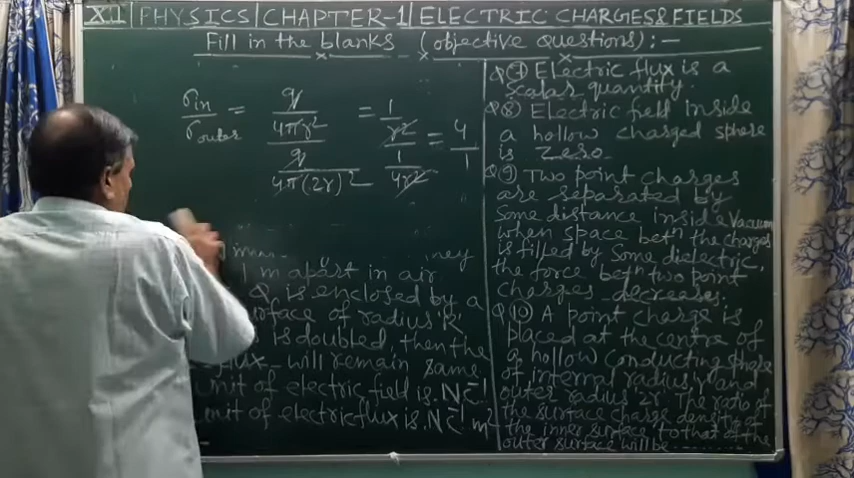 XII PHYSICS CHAPTER-1 ELECTRIC CHARGES & FIELDS
Fill in the blanks (objective questions):-
σin / σouter = (q / 4πr²) / (q / 4π(2r)²) = (1 / r²) / (1 / 4r²) = 4 / 1
1 m apart in air
Q is enclosed by a
surface of radius 'R'
is doubled, then the
flux will remain same
unit of electric field is. NC⁻¹
unit of electric flux is. NC⁻¹ m²
Q⑦ Electric flux is a
scalar quantity.
Q⑧ Electric field inside
a hollow charged sphere
is zero
Q⑨ Two point charges
are separated by
Some distance inside Vacuum
when space betⁿ the charges
is filled by some dielectric,
the force betⁿ two point
charges decreases.
Q⑩ A point charge is
placed at the centre of
a hollow conducting sphere
of internal radius 'r' and
outer radius '2r'. The ratio of
the surface charge density of
the inner surface to that of the
outer surface will be ..........